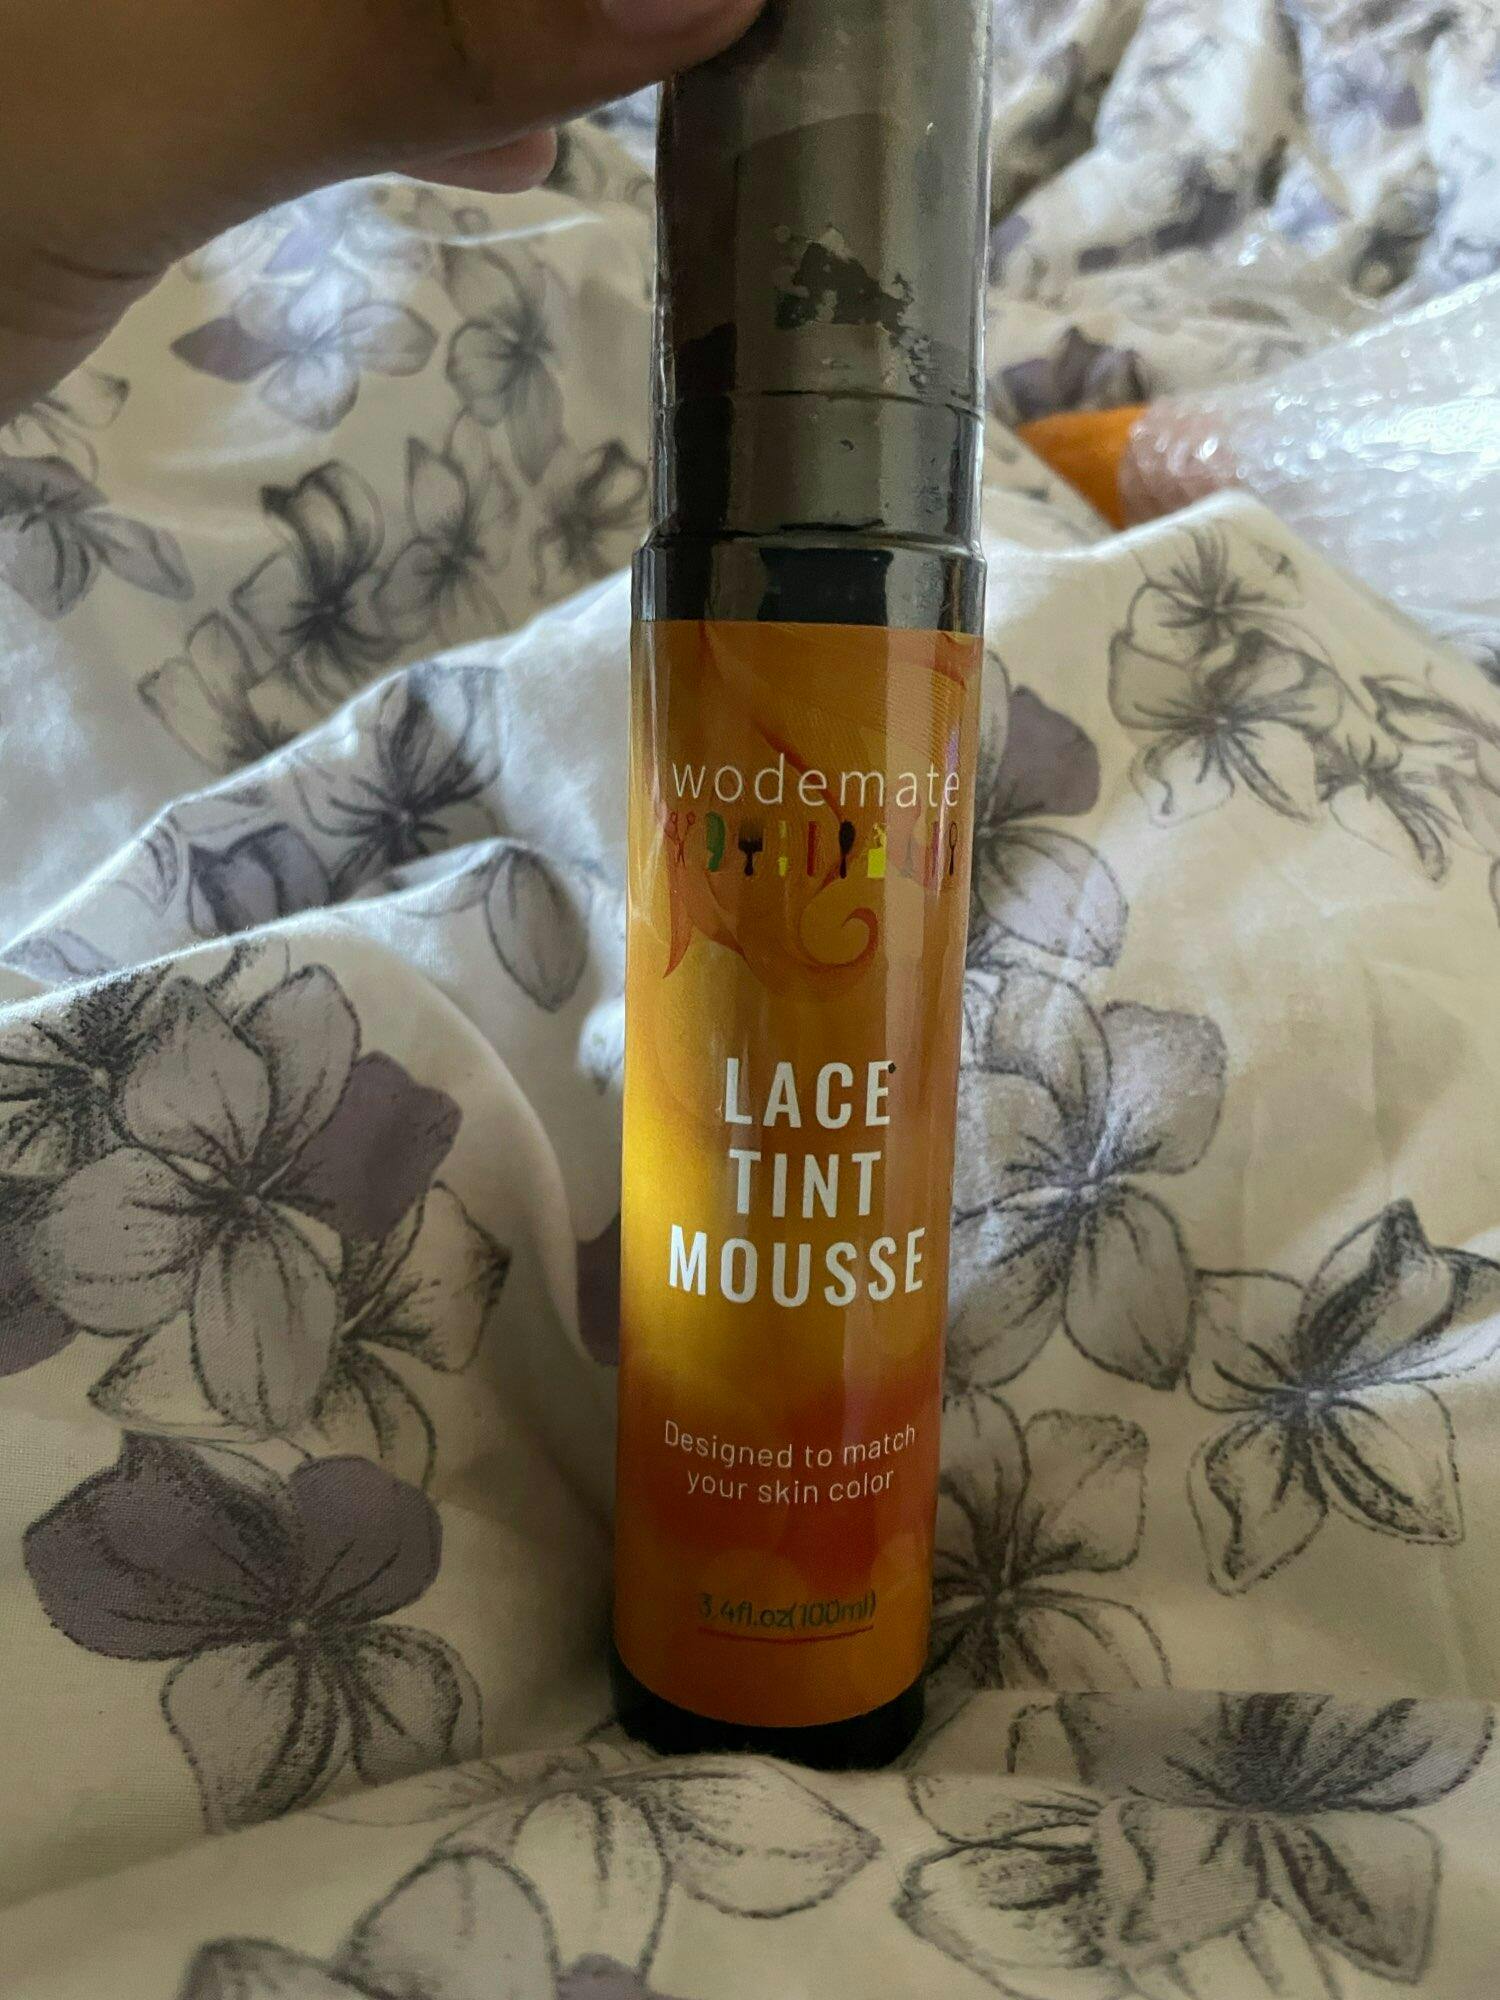 wodemate
LACE
TINT
MOUSSE
Designed to match
your skin color
3.4fl.oz(100ml)